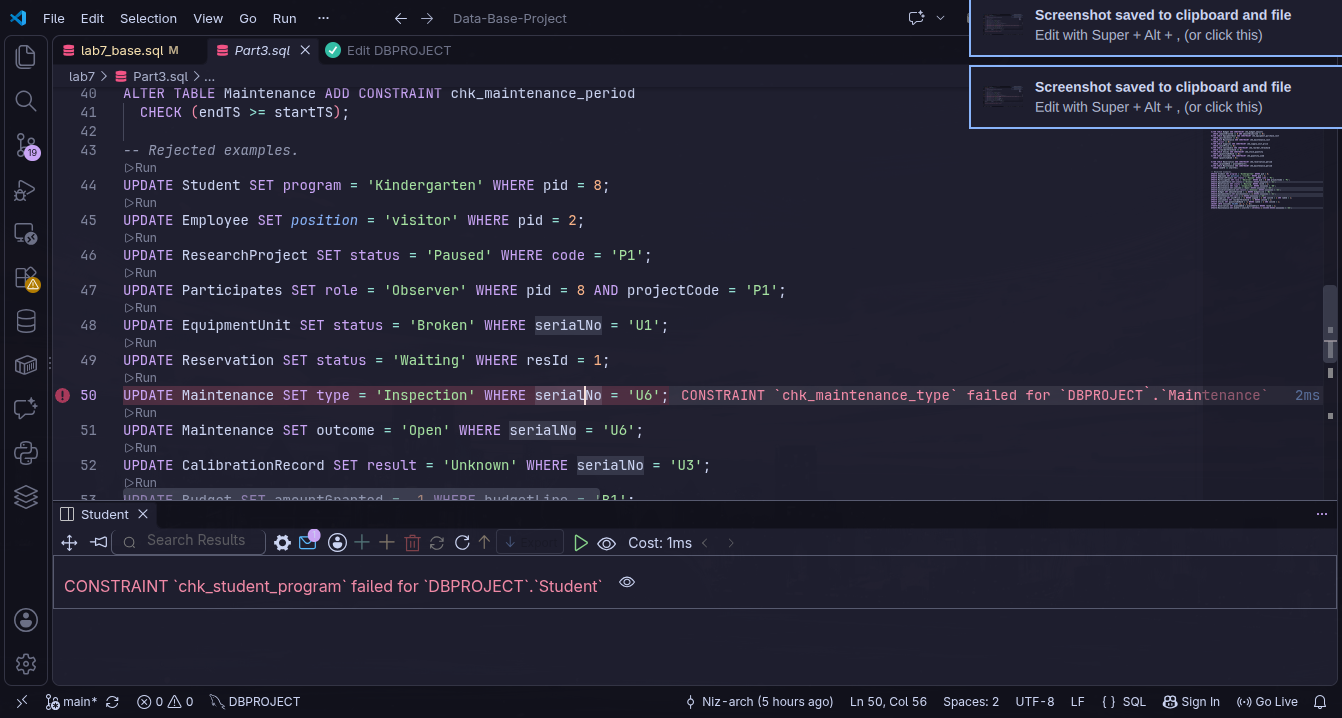 File Edit Selection View Go Run ··· Data-Base-Project
Screenshot saved to clipboard and file
Edit with Super + Alt + , (or click this)
Screenshot saved to clipboard and file
Edit with Super + Alt + , (or click this)
lab7_base.sql M Part3.sql Edit DBPROJECT
lab7 > Part3.sql > ...
40 ALTER TABLE Maintenance ADD CONSTRAINT chk_maintenance_period
41 CHECK (endTS >= startTS);
42
43 -- Rejected examples.
Run
44 UPDATE Student SET program = 'Kindergarten' WHERE pid = 8;
Run
45 UPDATE Employee SET position = 'visitor' WHERE pid = 2;
Run
46 UPDATE ResearchProject SET status = 'Paused' WHERE code = 'P1';
Run
47 UPDATE Participates SET role = 'Observer' WHERE pid = 8 AND projectCode = 'P1';
Run
48 UPDATE EquipmentUnit SET status = 'Broken' WHERE serialNo = 'U1';
Run
49 UPDATE Reservation SET status = 'Waiting' WHERE resId = 1;
Run
50 UPDATE Maintenance SET type = 'Inspection' WHERE serialNo = 'U6'; CONSTRAINT `chk_maintenance_type` failed for `DBPROJECT`.`Maintenance` 2ms
Run
51 UPDATE Maintenance SET outcome = 'Open' WHERE serialNo = 'U6';
Run
52 UPDATE CalibrationRecord SET result = 'Unknown' WHERE serialNo = 'U3';
Run
53 UPDATE Budget SET amountGranted = -1 WHERE budgetLine = 'B1';
19
Student
Search Results Cost: 1ms
CONSTRAINT `chk_student_program` failed for `DBPROJECT`.`Student`
main* 0 0 DBPROJECT Niz-arch (5 hours ago) Ln 50, Col 56 Spaces: 2 UTF-8 LF { } SQL Sign In Go Live